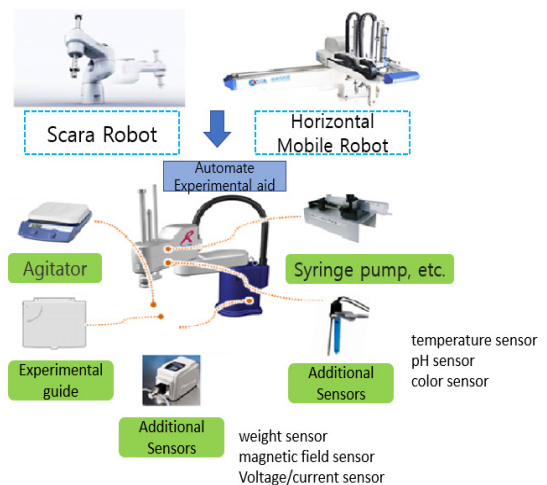 Scara Robot
Horizontal
Mobile Robot
Automate
Experimental aid
Agitator
Syringe pump, etc.
Experimental
guide
Additional
Sensors
temperature sensor
pH sensor
color sensor
Additional
Sensors
weight sensor
magnetic field sensor
Voltage/current sensor